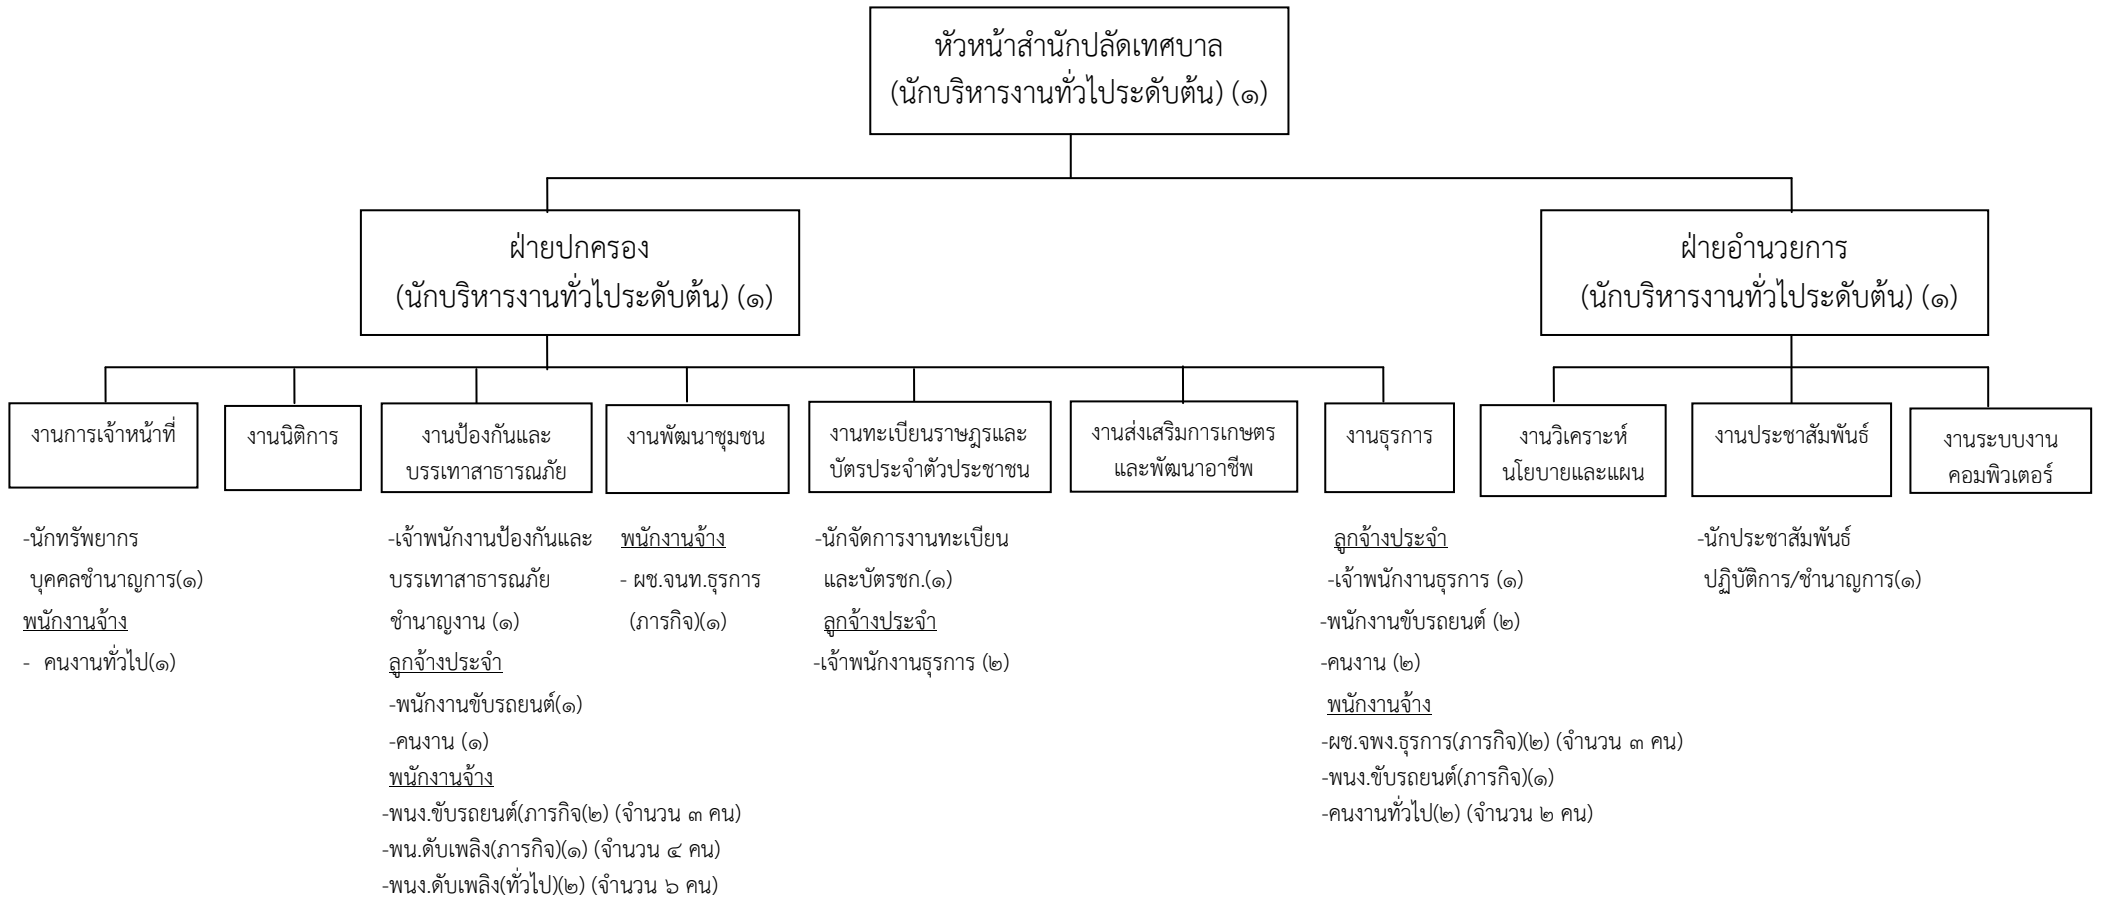 หัวหน้าสำนักปลัดเทศบาล
(นักบริหารงานทั่วไประดับต้น) (๑)
ฝ่ายปกครอง
(นักบริหารงานทั่วไประดับต้น) (๑)
ฝ่ายอำนวยการ
(นักบริหารงานทั่วไประดับต้น) (๑)
งานการเจ้าหน้าที่
งานนิติการ
งานป้องกันและ
บรรเทาสาธารณภัย
งานพัฒนาชุมชน
งานทะเบียนราษฎรและ
บัตรประจำตัวประชาชน
งานส่งเสริมการเกษตร
และพัฒนาอาชีพ
งานธุรการ
งานวิเคราะห์
นโยบายและแผน
งานประชาสัมพันธ์
งานระบบงาน
คอมพิวเตอร์
-นักทรัพยากร
บุคคลชำนาญการ(๑)
พนักงานจ้าง
- คนงานทั่วไป(๑)
-เจ้าพนักงานป้องกันและ
บรรเทาสาธารณภัย
ชำนาญงาน (๑)
ลูกจ้างประจำ
-พนักงานขับรถยนต์(๑)
-คนงาน (๑)
พนักงานจ้าง
-พนง.ขับรถยนต์(ภารกิจ(๒) (จำนวน ๓ คน)
-พน.ดับเพลิง(ภารกิจ)(๑) (จำนวน ๔ คน)
-พนง.ดับเพลิง(ทั่วไป)(๒) (จำนวน ๖ คน)
พนักงานจ้าง
- ผช.จนท.ธุรการ
(ภารกิจ)(๑)
-นักจัดการงานทะเบียน
และบัตรชก.(๑)
ลูกจ้างประจำ
-เจ้าพนักงานธุรการ (๒)
ลูกจ้างประจำ
-เจ้าพนักงานธุรการ (๑)
-พนักงานขับรถยนต์ (๒)
-คนงาน (๒)
พนักงานจ้าง
-ผช.จพง.ธุรการ(ภารกิจ)(๒) (จำนวน ๓ คน)
-พนง.ขับรถยนต์(ภารกิจ)(๑)
-คนงานทั่วไป(๒) (จำนวน ๒ คน)
-นักประชาสัมพันธ์
ปฏิบัติการ/ชำนาญการ(๑)